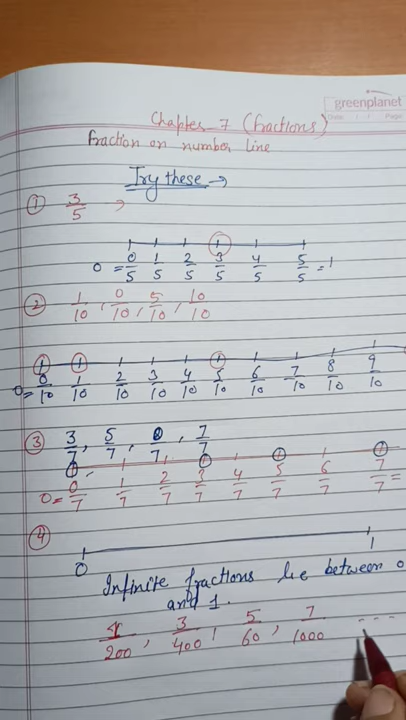 greenplanet
Date / / Page
Chapter 7 (fractions)
fraction on number line
Try these →
① 3/5 →
0 = 0/5 1/5 2/5 3/5 4/5 5/5 = 1
② 1/10, 0/10, 5/10, 10/10
0 = 0/10 1/10 2/10 3/10 4/10 5/10 6/10 7/10 8/10 9/10
③ 3/7, 5/7, 0/7, 7/7
0 = 0/7 1/7 2/7 3/7 4/7 5/7 6/7 7/7 =
④
0 1
Infinite fractions lie between 0
and 1.
/200, 3/400, 5/60, 7/1000 ----